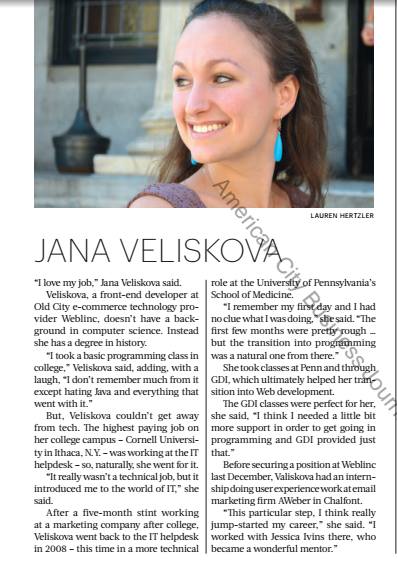 LAUREN HERTZLER
JANA VELISKOVA
“I love my job,” Jana Veliskova said.
Veliskova, a front-end developer at
Old City e-commerce technology pro-
vider Weblinc, doesn’t have a back-
ground in computer science. Instead
she has a degree in history.
“I took a basic programming class in
college,” Veliskova said, adding, with a
laugh, “I don’t remember much from it
except hating Java and everything that
went with it.”
But, Veliskova couldn’t get away
from tech. The highest paying job on
her college campus – Cornell Universi-
ty in Ithaca, N.Y. – was working at the IT
helpdesk – so, naturally, she went for it.
“It really wasn’t a technical job, but it
introduced me to the world of IT,” she
said.
After a five-month stint working
at a marketing company after college,
Veliskova went back to the IT helpdesk
in 2008 – this time in a more technical
role at the University of Pennsylvania’s
School of Medicine.
“I remember my first day and I had
no clue what I was doing,” she said. “The
first few months were pretty rough ...
but the transition into programming
was a natural one from there.”
She took classes at Penn and through
GDI, which ultimately helped her tran-
sition into Web development.
The GDI classes were perfect for her,
she said, “I think I needed a little bit
more support in order to get going in
programming and GDI provided just
that.”
Before securing a position at Weblinc
last December, Veliskova had an intern-
ship doing user experience work at email
marketing firm AWeber in Chalfont.
“This particular step, I think really
jump-started my career,” she said. “I
worked with Jessica Ivins there, who
became a wonderful mentor.”
American City Business Journ